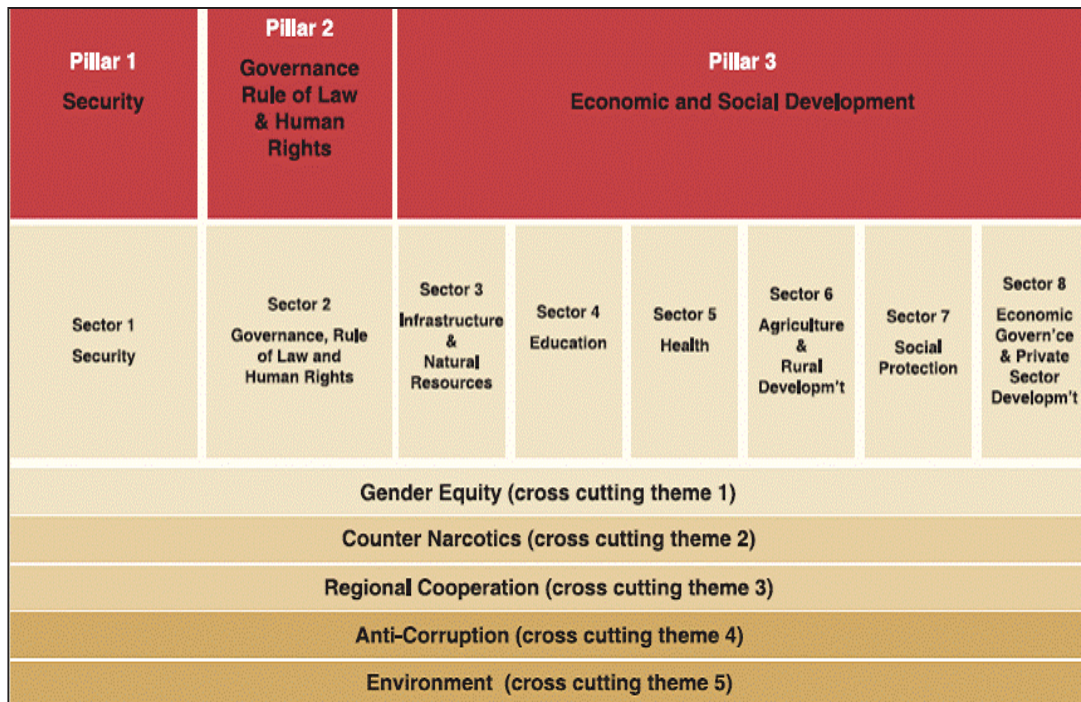 Pillar 1
Security
Pillar 2
Governance
Rule of Law
& Human
Rights
Pillar 3
Economic and Social Development
Sector 1
Security
Sector 2
Governance, Rule
of Law and
Human Rights
Sector 3
Infrastructure
&
Natural
Resources
Sector 4
Education
Sector 5
Health
Sector 6
Agriculture
&
Rural
Developm't
Sector 7
Social
Protection
Sector 8
Economic
Govern'ce
& Private
Sector
Developm't
Gender Equity (cross cutting theme 1)
Counter Narcotics (cross cutting theme 2)
Regional Cooperation (cross cutting theme 3)
Anti-Corruption (cross cutting theme 4)
Environment (cross cutting theme 5)